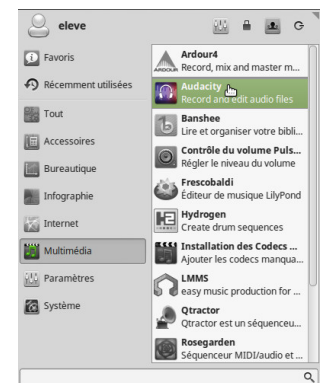 eleve
Favoris
Récemment utilisées
Tout
Accessoires
Bureautique
Infographie
Internet
Multimédia
Paramètres
Système
Ardour4
Record, mix and master m...
Audacity
Record and edit audio files
Banshee
Lire et organiser votre bibli...
Contrôle du volume Puls...
Régler le niveau du volume
Frescobaldi
Éditeur de musique LilyPond
Hydrogen
Create drum sequences
Installation des Codecs ...
Ajouter les codecs manqua...
LMMS
easy music production for ...
Qtractor
Qtractor est un séquenceu...
Rosegarden
Séquenceur MIDI/audio et ...